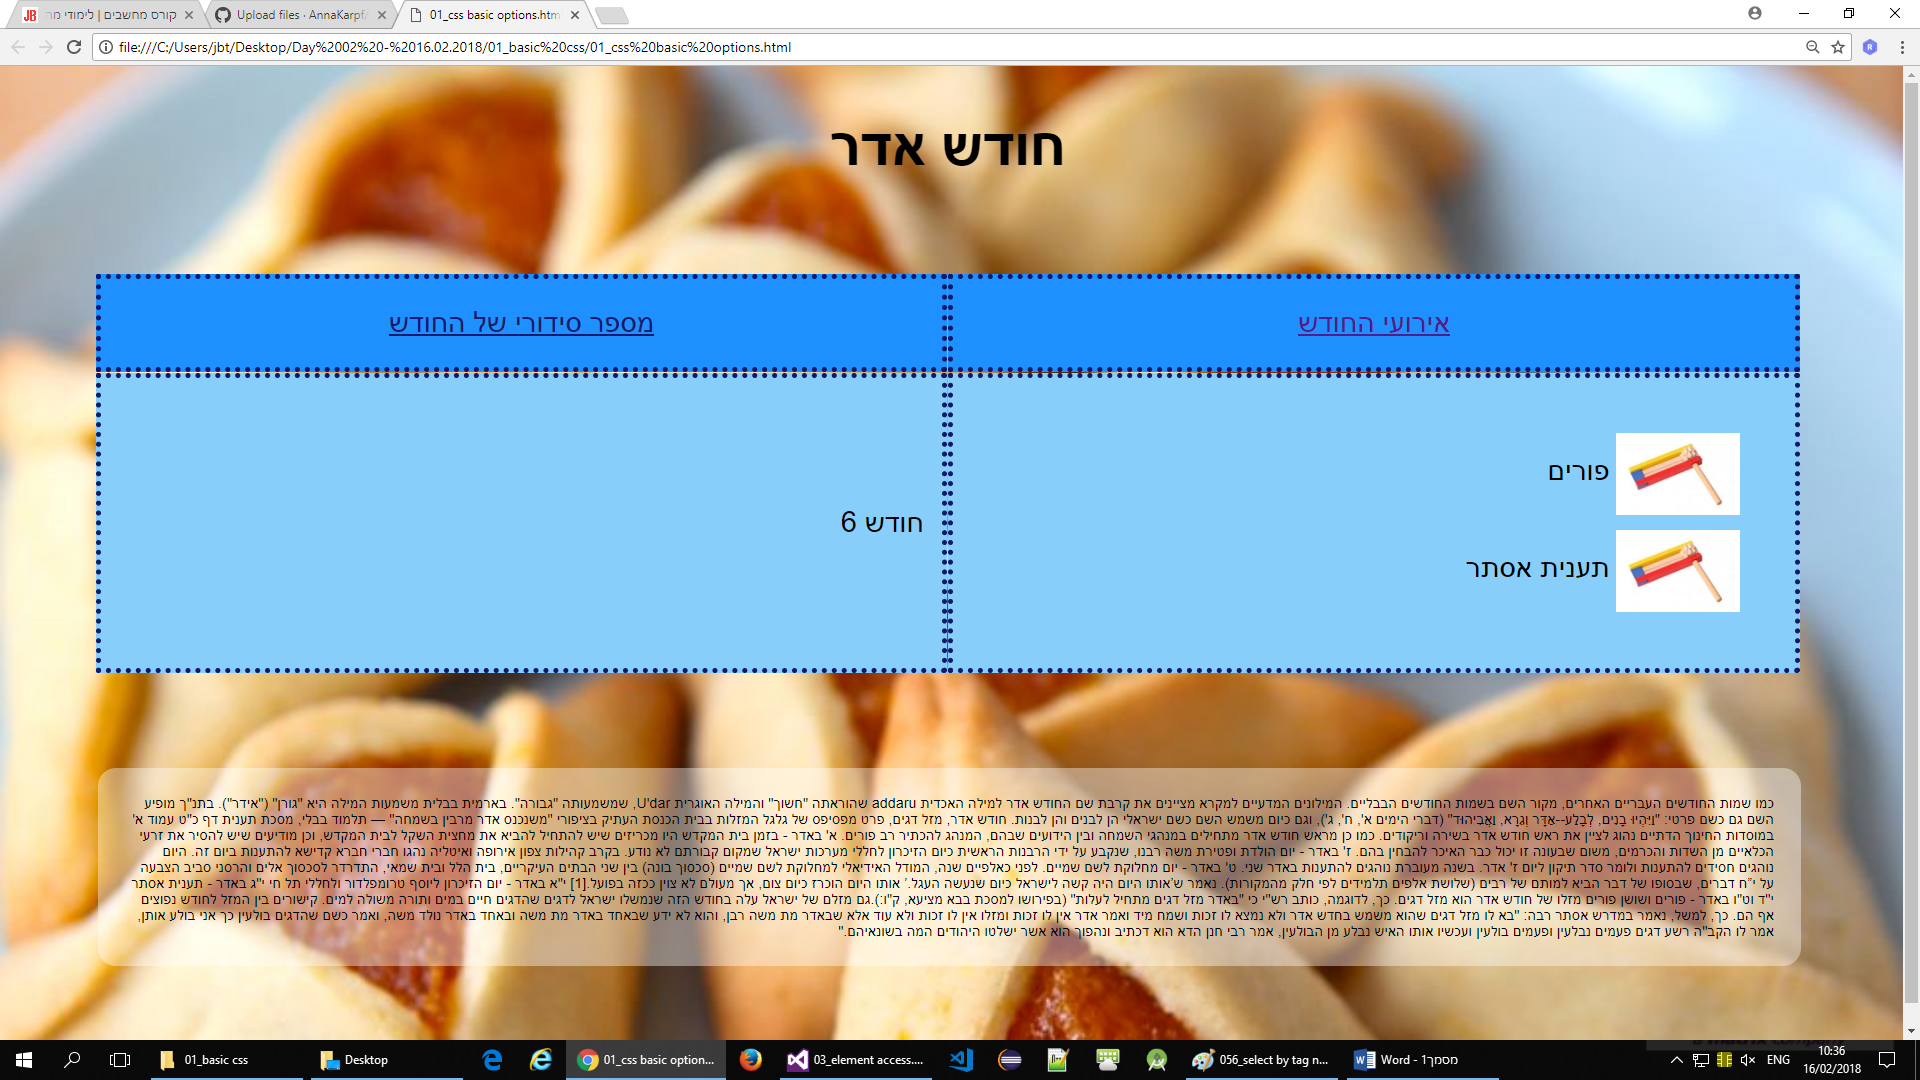 קורס מחשבים | לימודי מח
Upload files · AnnaKarpf/
01_css basic options.htm
file:///C:/Users/jbt/Desktop/Day%2002%20-%2016.02.2018/01_basic%20css/01_css%20basic%20options.html
חודש אדר
אירועי החודש
מספר סידורי של החודש
פורים
תענית אסתר
חודש 6
כמו שמות החודשים העבריים האחרים, מקור השם בשמות החודשים הבבליים. המילונים המדעיים למקרא מציינים את קרבת שם החודש אדר למילה האכדית addaru שהוראתה "חשוך" והמילה האוגרית U'dar, שמשמעותה "גבורה". בארמית בבלית משמעות המילה היא "גורן" ("אידר"). בתנ"ך מופיע
השם גם כשם פרטי: "וַיִּהְיוּ בָנִים, לְבָלַע--אַדָּר וְגֵרָא, וַאֲבִיהוּד" (דברי הימים א', ח', ג'), וגם כיום משמש השם כשם ישראלי הן לבנים והן לבנות. חודש אדר, מזל דגים, פרט מפסיפס של גלגל המזלות בבית הכנסת העתיק בציפורי "משנכנס אדר מרבין בשמחה" — תלמוד בבלי, מסכת תענית דף כ"ט עמוד א'
במוסדות החינוך הדתיים נהוג לציין את ראש חודש אדר בשירה וריקודים. כמו כן מראש חודש אדר מתחילים במנהגי השמחה ובין הידועים שבהם, המנהג להכתיר רב פורים. א' באדר - בזמן בית המקדש היו מכריזים שיש להתחיל להביא את מחצית השקל לבית המקדש, וכן מודיעים שיש להסיר את זרעי
הכלאיים מן השדות והכרמים, משום שבעונה זו יכול כבר האיכר להבחין בהם. ז' באדר - יום הולדת ופטירת משה רבנו, שנקבע על ידי הרבנות הראשית כיום הזיכרון לחללי מערכות ישראל שמקום קבורתם לא נודע. בקרב קהילות צפון אירופה ואיטליה נהגו חברי חברא קדישא להתענות ביום זה. היום
נוהגים חסידים להתענות ולומר סדר תיקון ליום ז' אדר. בשנה מעוברת נוהגים להתענות באדר שני. ט' באדר - יום מחלוקת לשם שמיים. לפני כאלפיים שנה, המודל האידיאלי למחלוקת לשם שמיים (סכסוך בונה) בין שני הבתים העיקריים, בית הלל ובית שמאי, התדרדר לסכסוך אלים והרסני סביב הצבעה
על י"ח דברים, שבסופו של דבר הביא למותם של רבים (שלושת אלפים תלמידים לפי חלק מהמקורות). נאמר ש'אותו היום היה קשה לישראל כיום שנעשה העגל.' אותו היום הוכרז כיום צום, אך מעולם לא צוין ככזה בפועל.[1] י"א באדר - יום הזיכרון ליוסף טרומפלדור ולחללי תל חי י"ג באדר - תענית אסתר
י"ד וט"ו באדר - פורים ושושן פורים מזלו של חודש אדר הוא מזל דגים. כך, לדוגמה, כותב רש"י כי "באדר מזל דגים מתחיל לעלות" (בפירושו למסכת בבא מציעא, ק"ו:).גם מזלם של ישראל עלה בחודש הזה שנמשלו ישראל לדגים שהדגים חיים במים ותורה משולה למים. קישורים בין המזל לחודש נפוצים
אף הם. כך, למשל, נאמר במדרש אסתר רבה: "בא לו מזל דגים שהוא משמש בחדש אדר ולא נמצא לו זכות ושמח מיד ואמר אדר אין לו זכות ומזלו אין לו זכות ולא עוד אלא שבאדר מת משה רבן, והוא לא ידע שבאחד באדר מת משה ובאחד באדר נולד משה, ואמר כשם שהדגים בולעין כך אני בולע אותן,
אמר לו הקב"ה רשע דגים פעמים נבלעין ופעמים בולעין ועכשיו אותו האיש נבלע מן הבולעין, אמר רבי חנן הדא הוא דכתיב ונהפוך הוא אשר ישלטו היהודים המה בשונאיהם."
01_basic css
Desktop
01_css basic option...
03_element access....
056_select by tag n...
מסמך1 - Word
ENG
10:36
16/02/2018